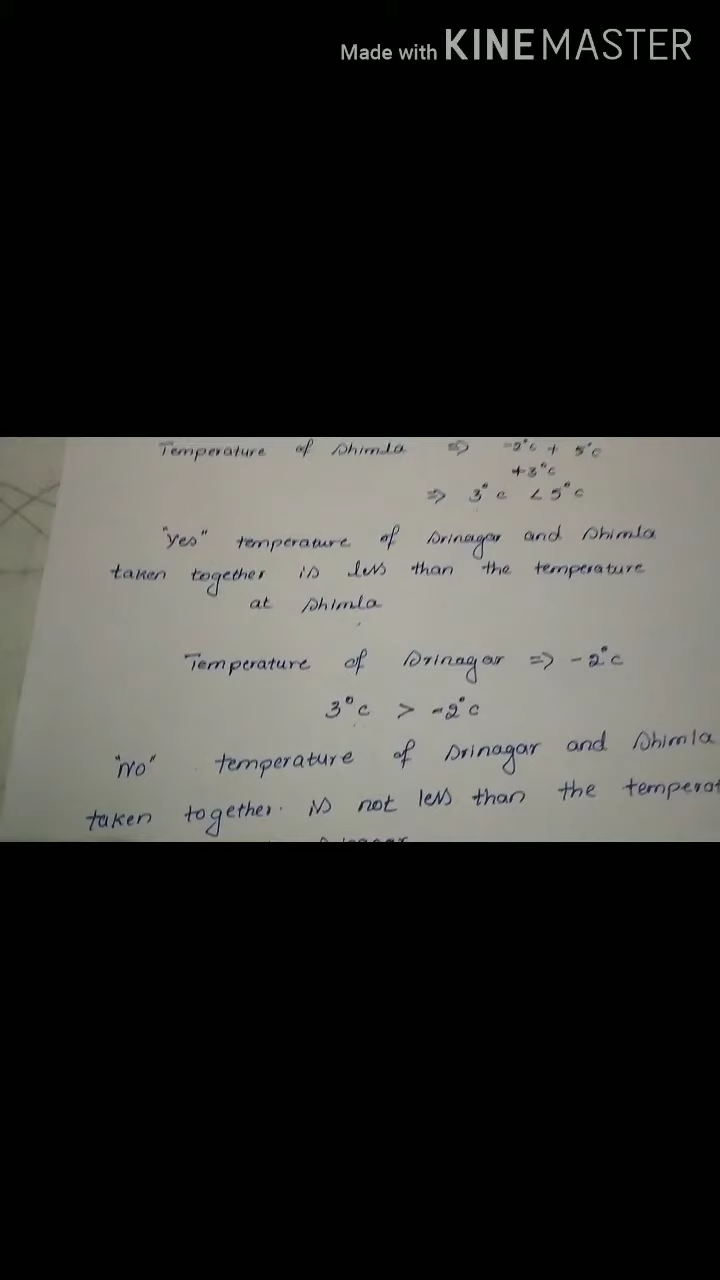 Made with KINEMASTER
Temperature of Shimla ⇒ -2°c + 5°c
+3°c
⇒ 3°c < 5°c
"Yes" temperature of Srinagar and Shimla
taken together is less than the temperature
at Shimla
Temperature of Srinagar ⇒ -2°c
3°c > -2°c
"No" temperature of Srinagar and Shimla
taken together. is not less than the temperat